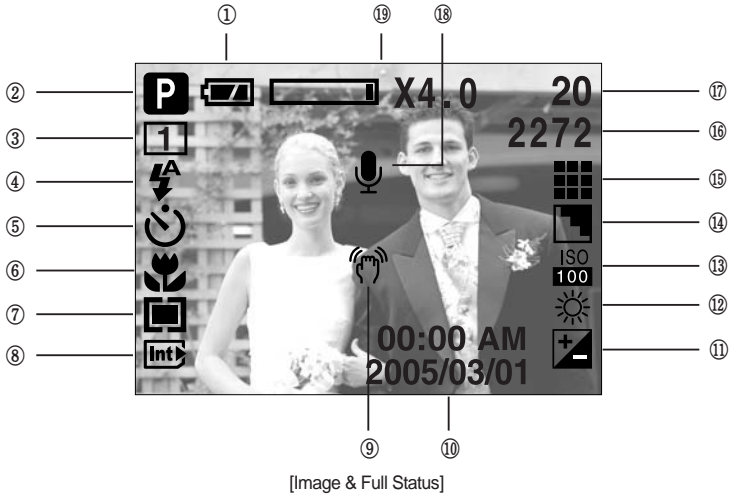 ① ⑲ ⑱
② P X4.0 20 ⑰
③ 1 2272 ⑯
④ A ⑮
⑤ ⑭
⑥ ISO 100 ⑬
⑦ ⑫
⑧ Int 00:00 AM + - ⑪
2005/03/01
⑨ ⑩
[Image & Full Status]